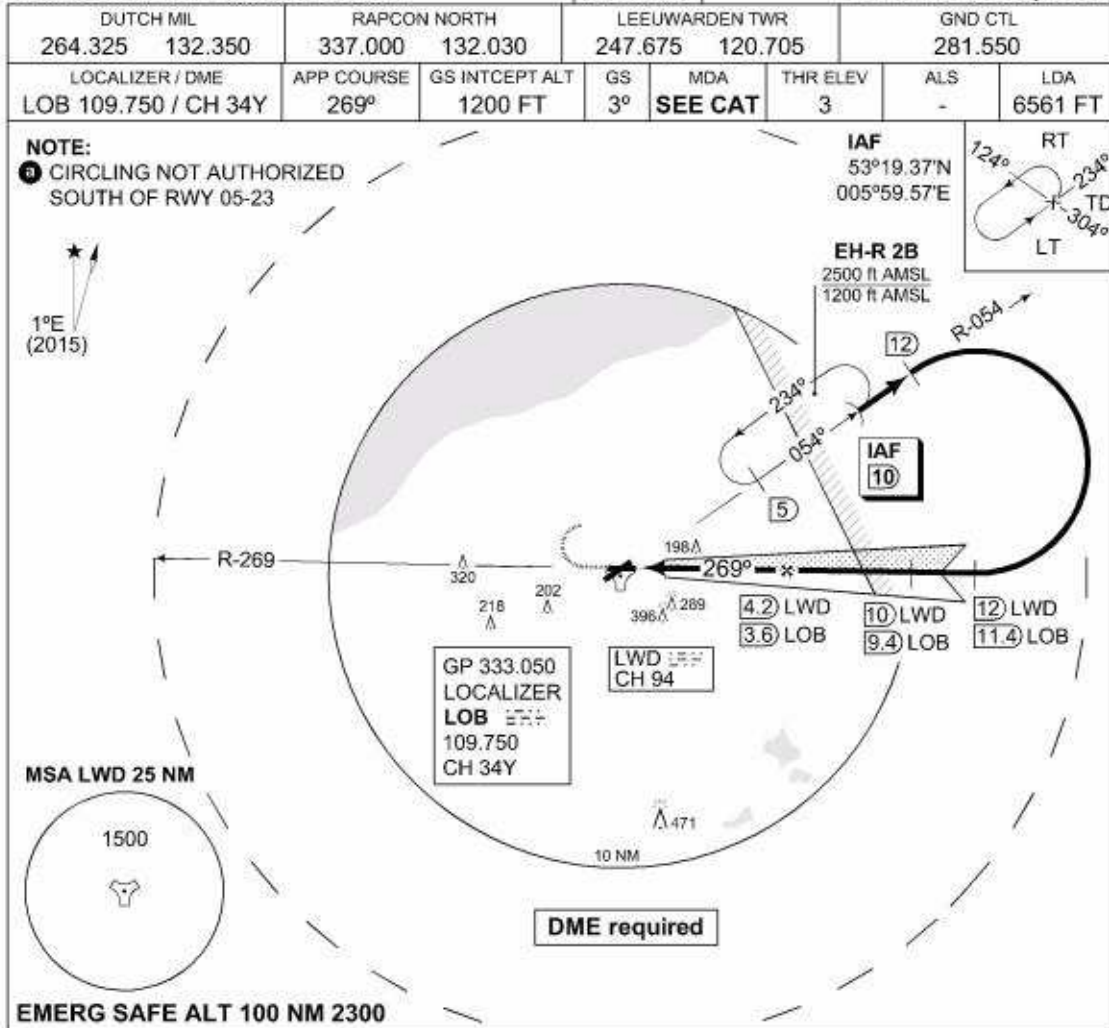 DUTCH MIL RAPCON NORTH LEEUWARDEN TWR GND CTL
264.325 132.350 337.000 132.030 247.675 120.705 281.550
LOCALIZER / DME APP COURSE GS INTCEPT ALT GS MDA THR ELEV ALS LDA
LOB 109.750 / CH 34Y 269º 1200 FT 3º SEE CAT 3 - 6561 FT
NOTE:
a CIRCLING NOT AUTHORIZED
SOUTH OF RWY 05-23
IAF
53º19.37'N
005º59.57'E
RT
124º
234º
TD
304º
LT
1ºE
(2015)
EH-R 2B
2500 ft AMSL
1200 ft AMSL
R-054
12
234º
054º
IAF
10
5
R-269
320
198
269º
218
202
396
289
4.2 LWD
3.6 LOB
10 LWD
9.4 LOB
12 LWD
11.4 LOB
GP 333.050
LOCALIZER
LOB
109.750
CH 34Y
LWD
CH 94
MSA LWD 25 NM
1500
471
10 NM
DME required
EMERG SAFE ALT 100 NM 2300